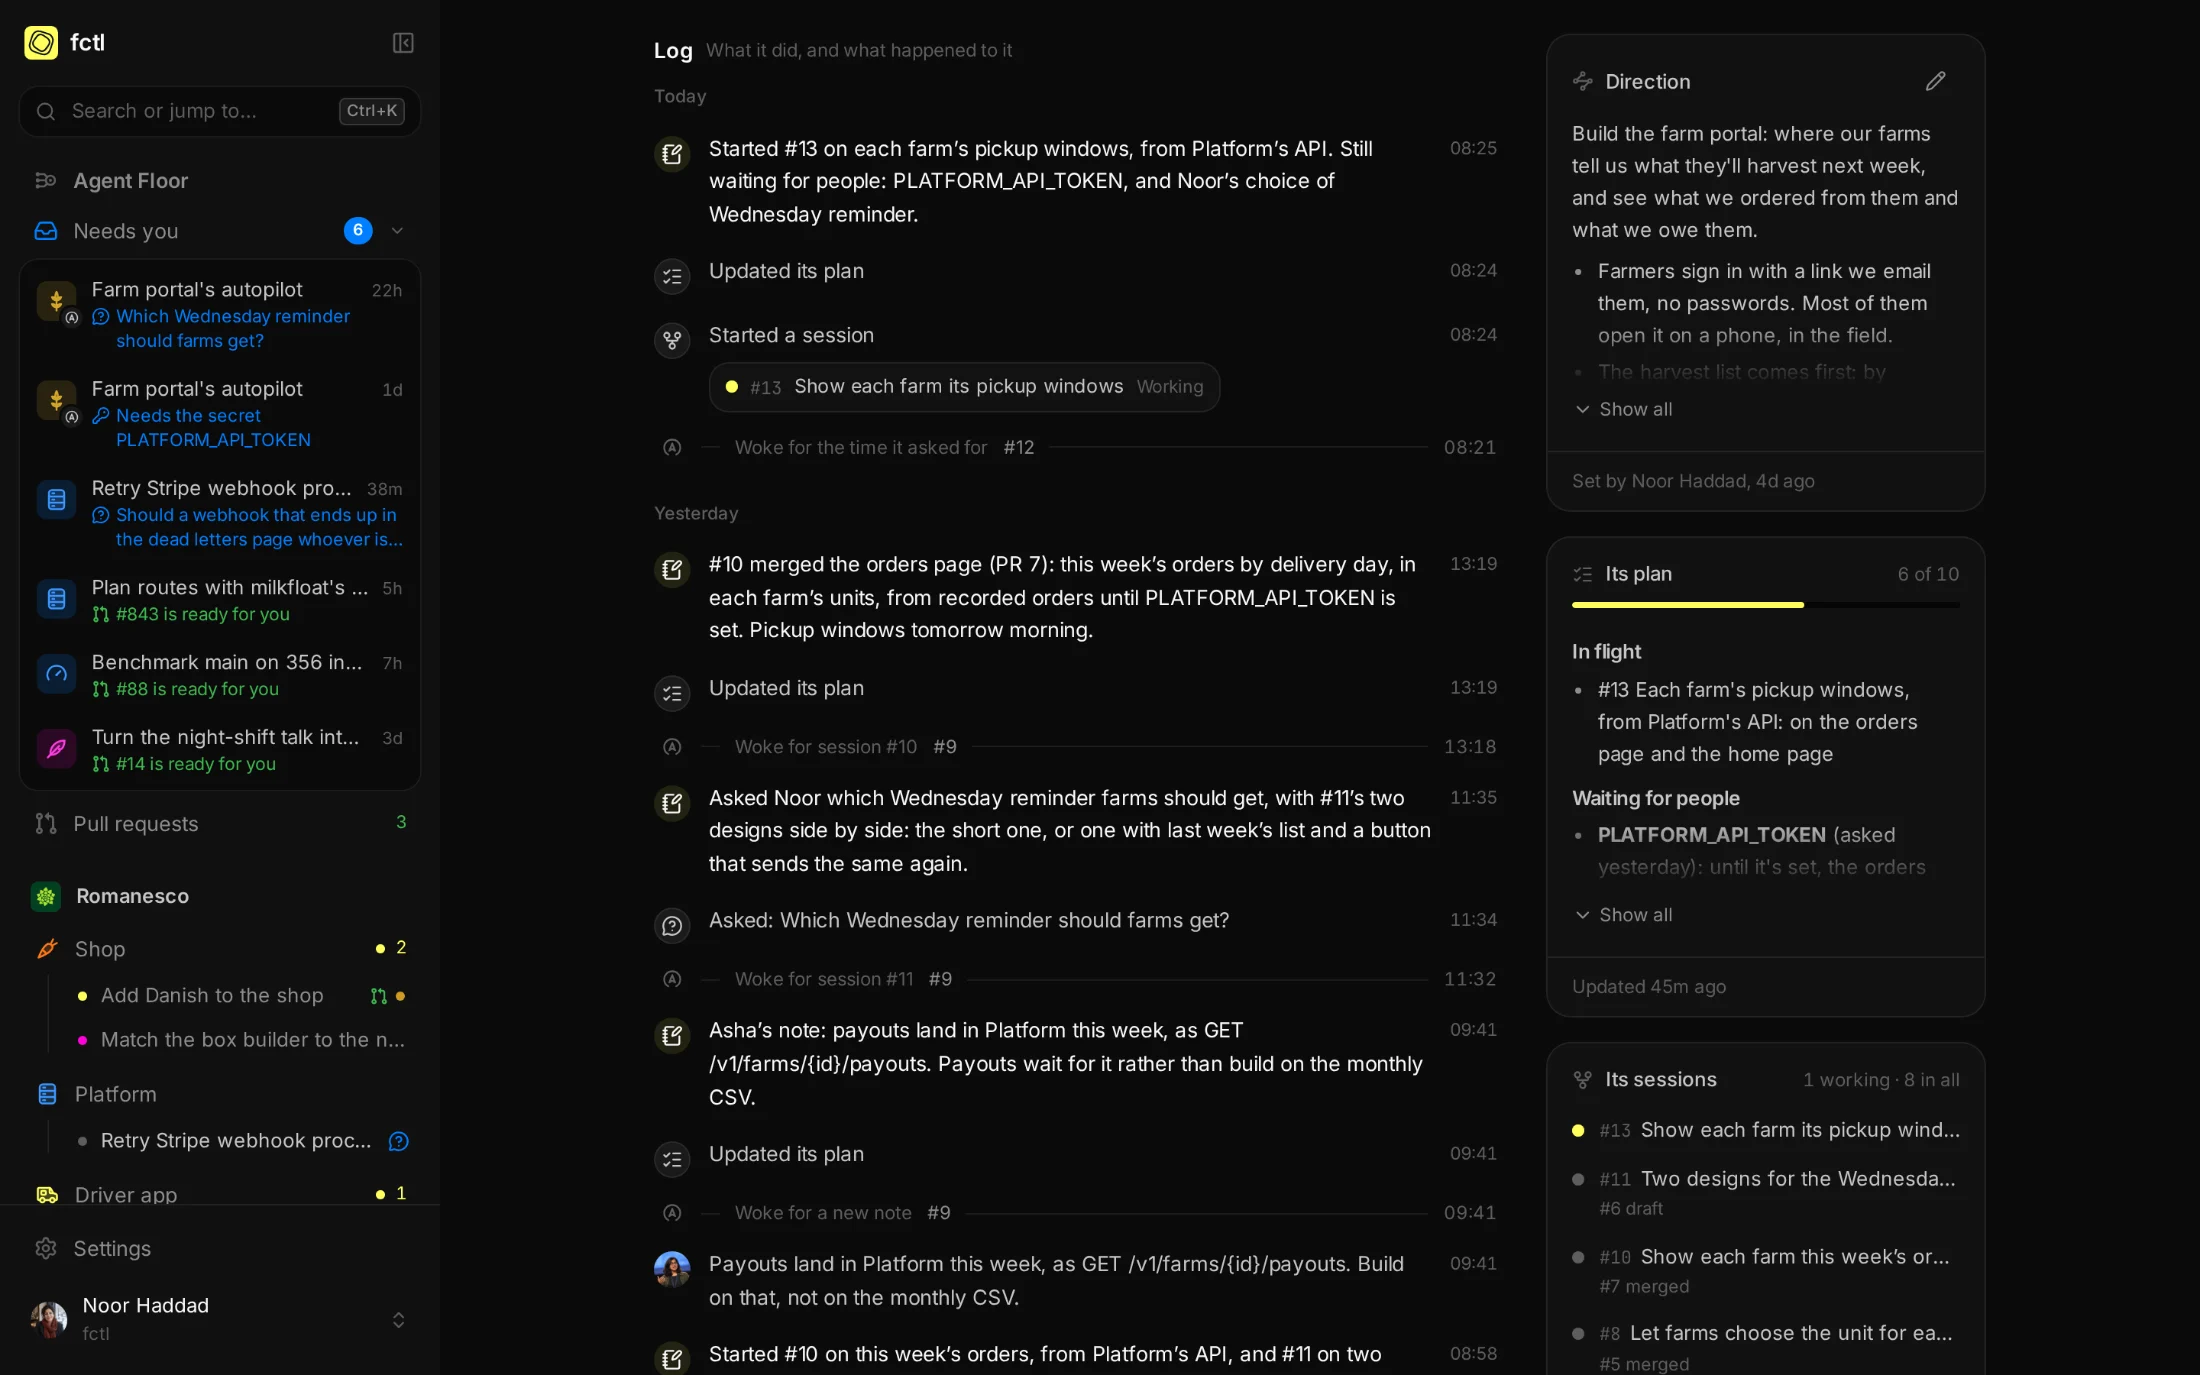 fctl
Search or jump to...
Ctrl+K
Agent Floor
Needs you
6
Farm portal's autopilot
22h
Which Wednesday reminder
should farms get?
Farm portal's autopilot
1d
Needs the secret
PLATFORM_API_TOKEN
Retry Stripe webhook pro...
38m
Should a webhook that ends up in
the dead letters page whoever is...
Plan routes with milkfloat's ...
5h
#843 is ready for you
Benchmark main on 356 in...
7h
#88 is ready for you
Turn the night-shift talk int...
3d
#14 is ready for you
Pull requests
3
Romanesco
Shop
2
Add Danish to the shop
Match the box builder to the n...
Platform
Retry Stripe webhook proc...
Driver app
1
Settings
Noor Haddad
fctl
Log
What it did, and what happened to it
Today
Started #13 on each farm’s pickup windows, from Platform’s API. Still
08:25
waiting for people: PLATFORM_API_TOKEN, and Noor’s choice of
Wednesday reminder.
Updated its plan
08:24
Started a session
08:24
#13 Show each farm its pickup windows Working
Woke for the time it asked for #12
08:21
Yesterday
#10 merged the orders page (PR 7): this week’s orders by delivery day, in
13:19
each farm’s units, from recorded orders until PLATFORM_API_TOKEN is
set. Pickup windows tomorrow morning.
Updated its plan
13:19
Woke for session #10 #9
13:18
Asked Noor which Wednesday reminder farms should get, with #11’s two
11:35
designs side by side: the short one, or one with last week’s list and a button
that sends the same again.
Asked: Which Wednesday reminder should farms get?
11:34
Woke for session #11 #9
11:32
Asha’s note: payouts land in Platform this week, as GET
09:41
/v1/farms/{id}/payouts. Payouts wait for it rather than build on the monthly
CSV.
Updated its plan
09:41
Woke for a new note #9
09:41
Payouts land in Platform this week, as GET /v1/farms/{id}/payouts. Build
09:41
on that, not on the monthly CSV.
Started #10 on this week’s orders, from Platform’s API, and #11 on two
08:58
Direction
Build the farm portal: where our farms
tell us what they'll harvest next week,
and see what we ordered from them and
what we owe them.
• Farmers sign in with a link we email
them, no passwords. Most of them
open it on a phone, in the field.
• The harvest list comes first: by
Show all
Set by Noor Haddad, 4d ago
Its plan
6 of 10
In flight
• #13 Each farm's pickup windows,
from Platform's API: on the orders
page and the home page
Waiting for people
• PLATFORM_API_TOKEN (asked
yesterday): until it's set, the orders
Show all
Updated 45m ago
Its sessions
1 working · 8 in all
#13 Show each farm its pickup wind...
#11 Two designs for the Wednesda...
#6 draft
#10 Show each farm this week’s or...
#7 merged
#8 Let farms choose the unit for ea...
#5 merged